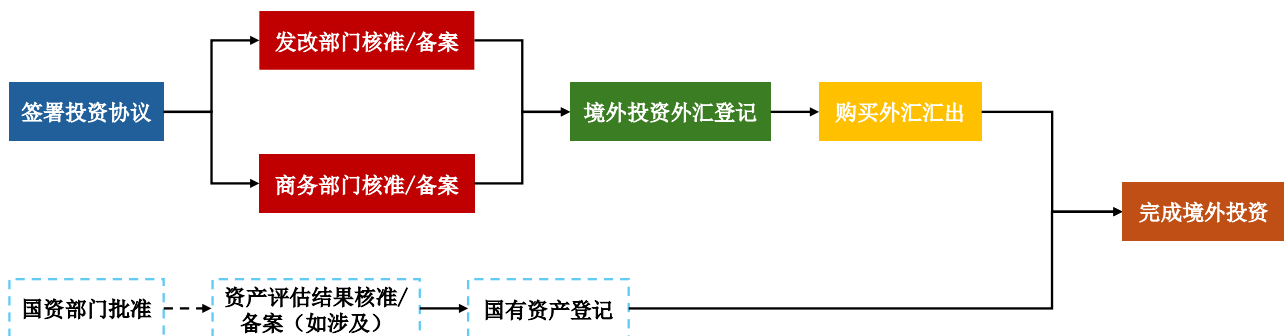 发改部门核准/备案
签署投资协议
境外投资外汇登记
购买外汇汇出
商务部门核准/备案
完成境外投资
国资部门批准
资产评估结果核准/
备案（如涉及）
国有资产登记